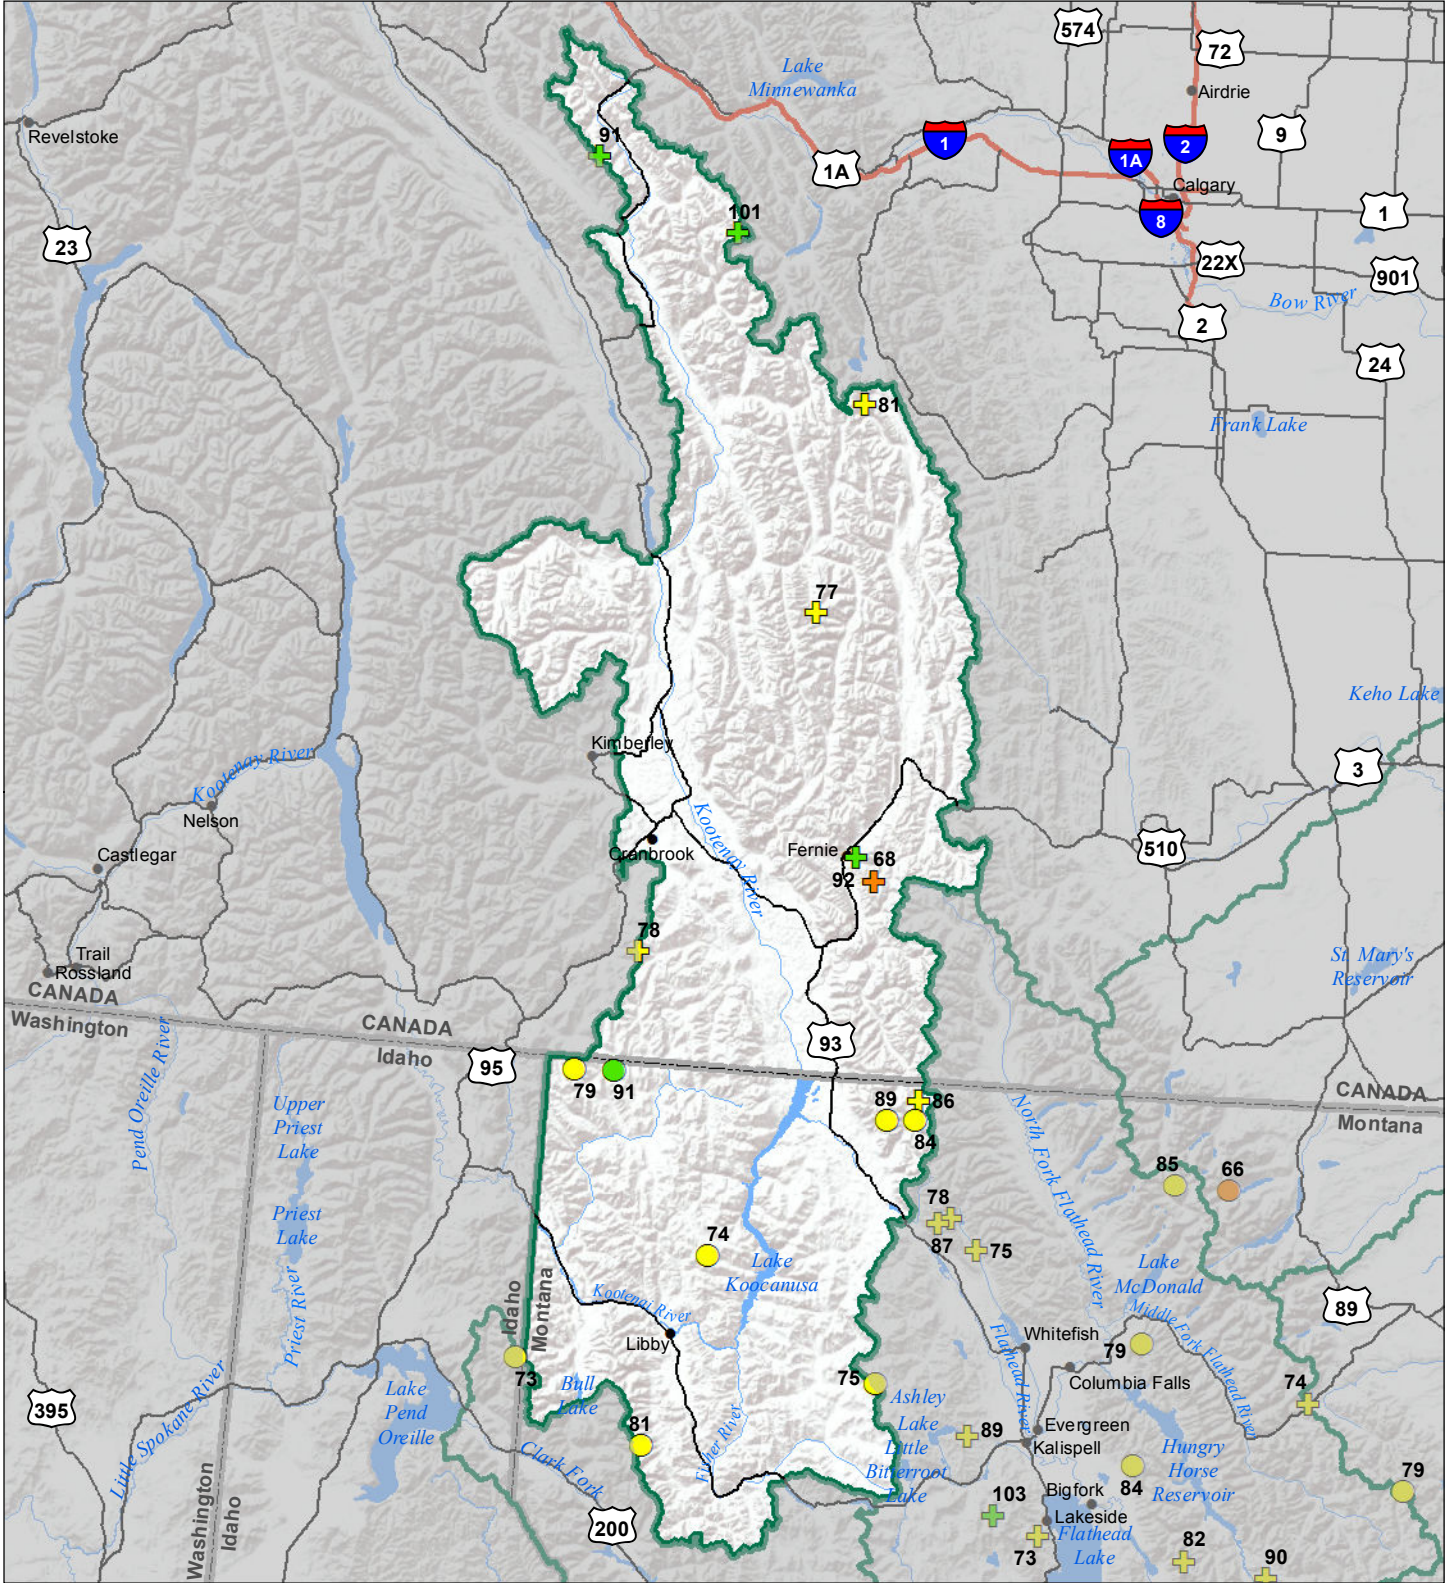 574
72
Lake
Minnewanka
Airdrie
Revelstoke
91
1
1A
2
9
1A
Calgary
101
8
1
23
22X
901
Bow River
2
24
81
Frank Lake
77
Keho Lake
Kimberley
Kootenay River
3
Nelson
Kootenay River
510
Castlegar
Cranbrook
Fernie
68
92
78
Trail
Rossland
St. Mary's
Reservoir
CANADA
Washington
CANADA
Idaho
93
95
79
91
89
86
84
CANADA
Montana
Pend Oreille River
Upper
Priest
Lake
North Fork Flathead River
85
66
78
87
75
Priest
Lake
74
Lake
Koocanusa
Lake
McDonald
Priest River
Idaho
Montana
Kootenai River
Middle Fork Flathead River
89
Libby
Whitefish
Flathead River
79
73
Bull
Lake
75
Columbia Falls
74
395
Little Spokane River
Lake
Pend
Oreille
Ashley
Lake
Little
Bitterroot
Lake
89
Evergreen
Kalispell
81
Fisher River
Clark Fork
Hungry
Horse
Reservoir
84
79
Washington
Idaho
200
103
Bigfork
Lakeside
73
Flathead
Lake
82
90